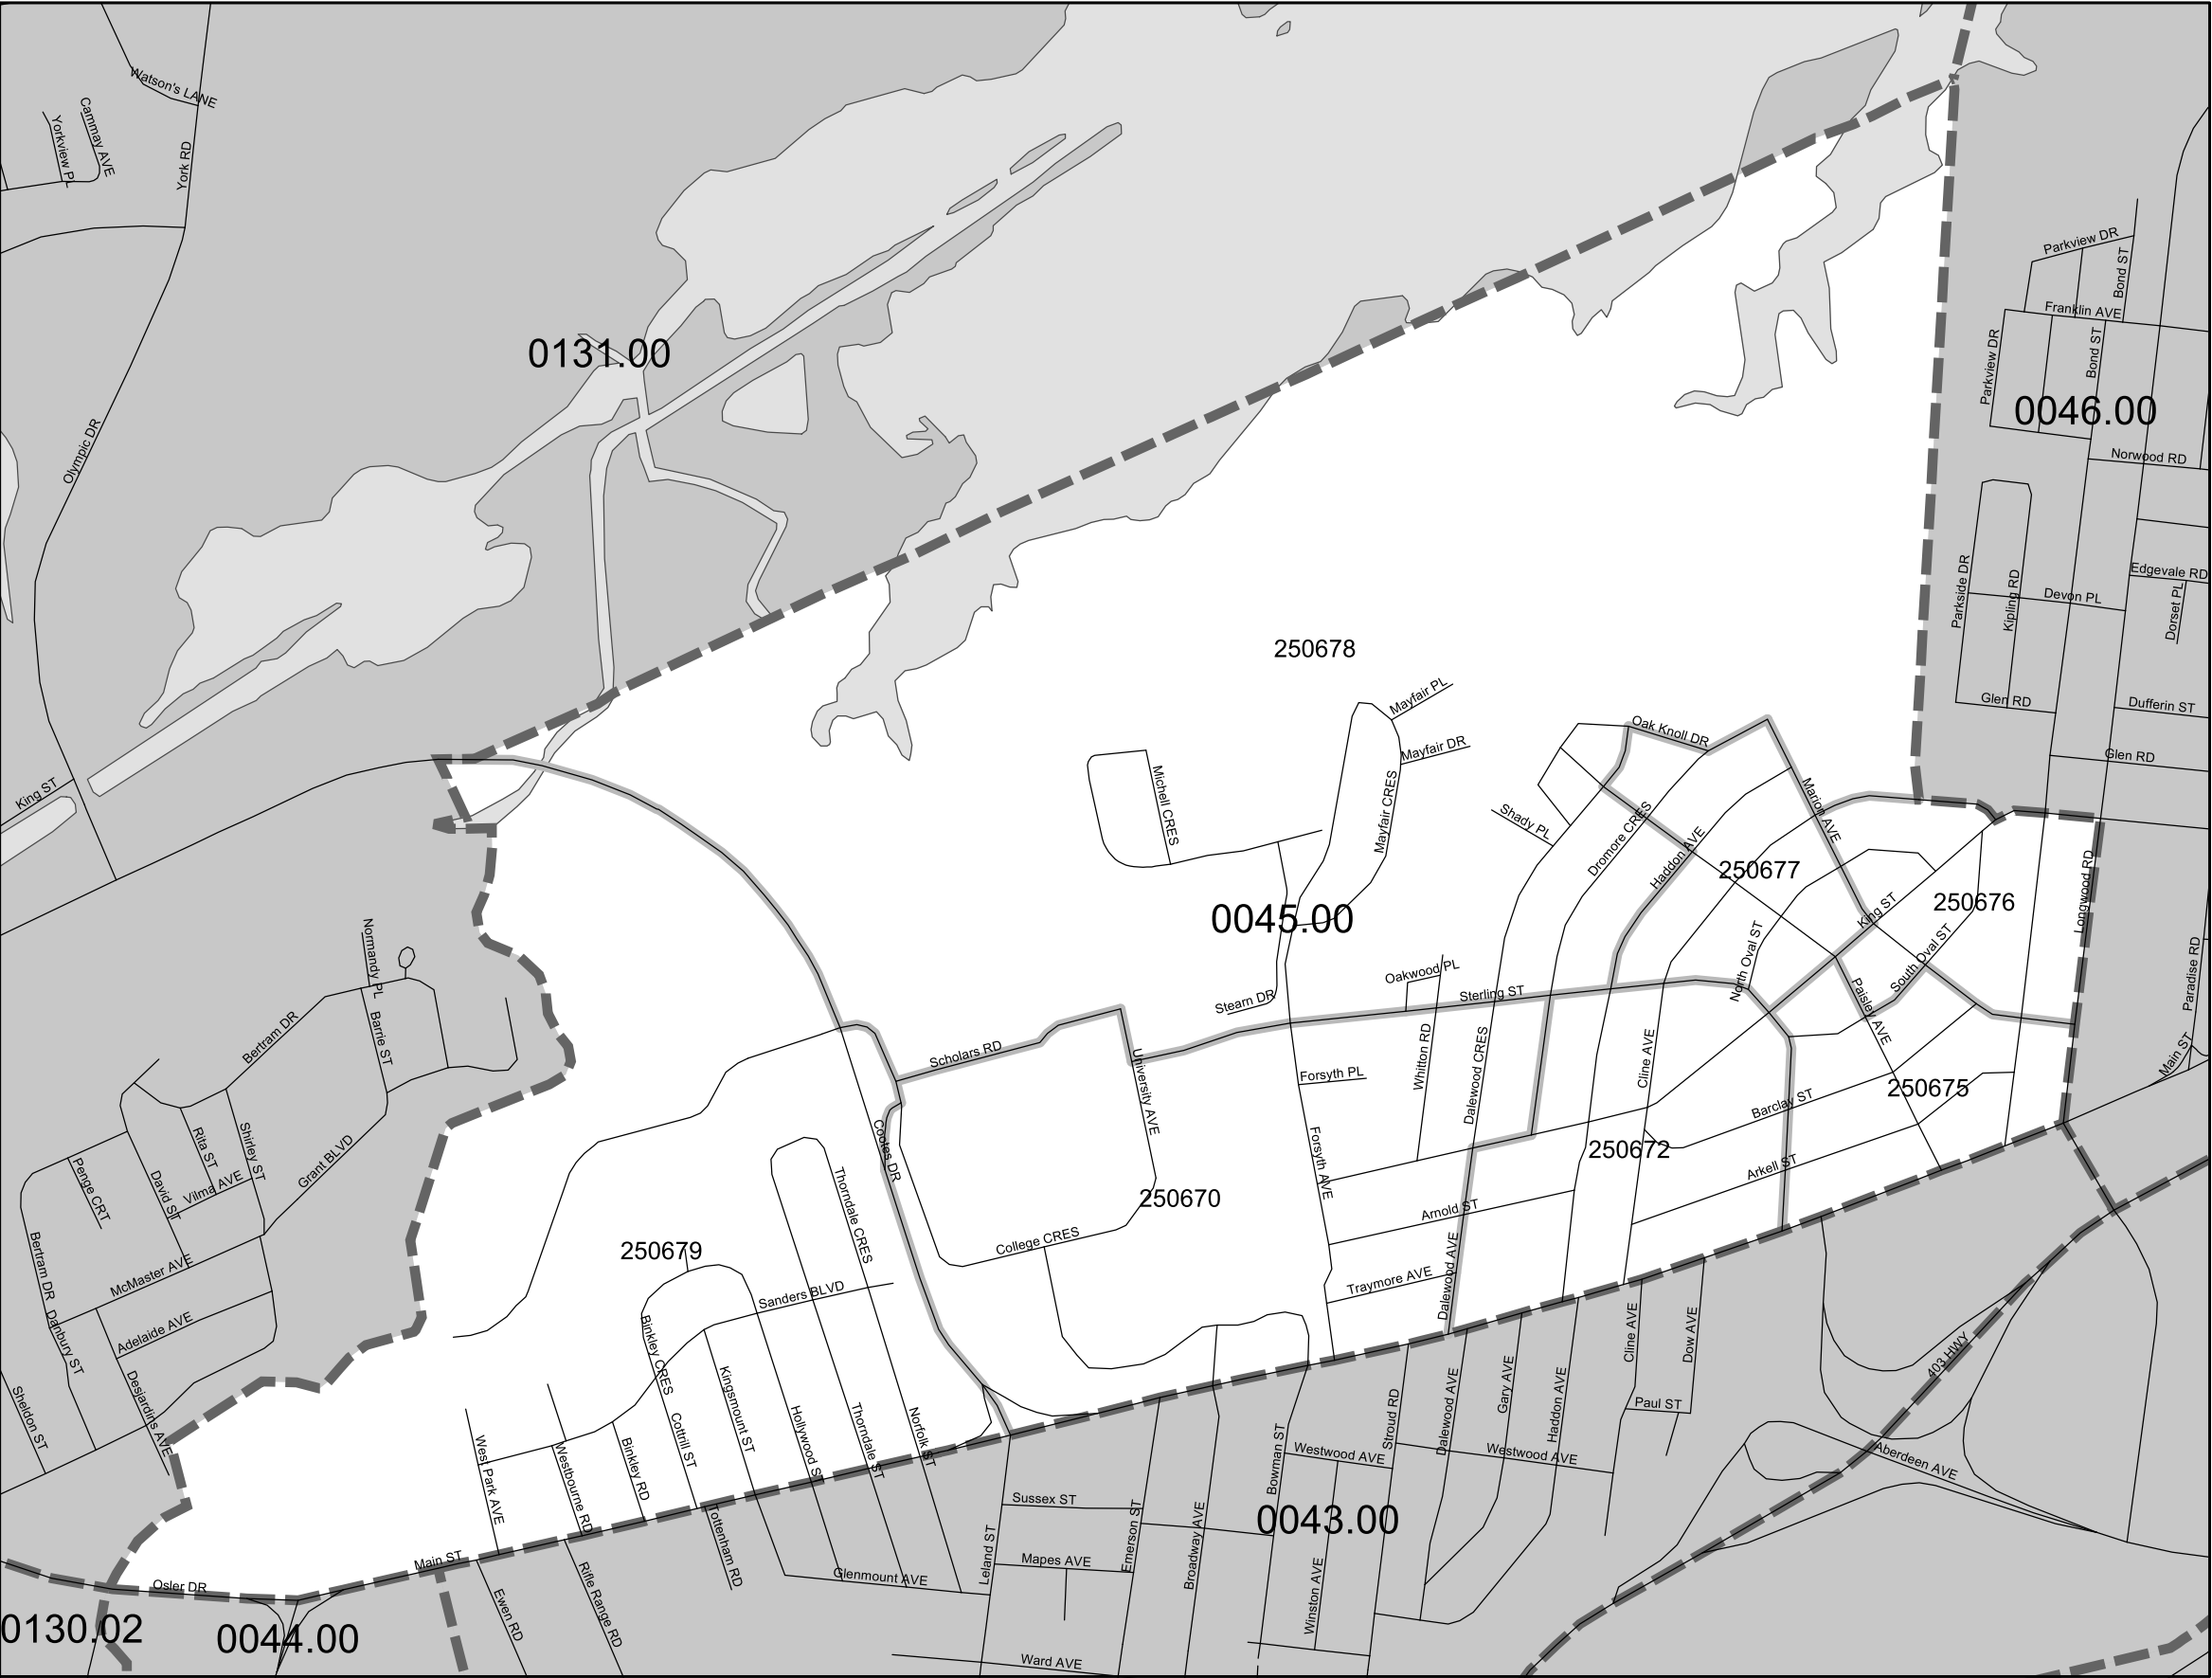 Watson's LANE
Cammay AVE
Yorkview PL
York RD
Olympic DR
King ST
0131.00
Parkview DR
Bond ST
Franklin AVE
Parkview DR
Bond ST
0046.00
Norwood RD
Edgevale RD
Parkside DR
Kipling RD
Devon PL
Dorset PL
Glen RD
Dufferin ST
Glen RD
250678
Mayfair PL
Mayfair DR
Mayfair CRES
Michell CRES
Oak Knoll DR
Shady PL
Dromore CRES
Haddon AVE
Marion AVE
250677
250676
King ST
Longwood RD
North Oval ST
South Oval ST
Paisley AVE
Paradise RD
Main ST
0045.00
Oakwood PL
Stearn DR
Sterling ST
Normandy PL
Barrie ST
Bertram DR
Scholars RD
University AVE
Forsyth PL
Whitton RD
Dalewood CRES
Cline AVE
250675
Barclay ST
250672
Arkell ST
Cootes DR
Forsyth AVE
250670
Arnold ST
Traymore AVE
Dalewood AVE
College CRES
Rita ST
Shirley ST
Grant BLVD
Penge CRT
David ST
Vilma AVE
Bertram DR
McMaster AVE
Adelaide AVE
Danbury ST
Desjardins AVE
Sheldon ST
250679
Thorndale CRES
Sanders BLVD
Binkley CRES
Kingsmount ST
Cottrill ST
Hollywood S
Thorndale ST
Norfolk ST
West Park AVE
Westbourne RD
Binkley RD
Cline AVE
Dow AVE
Paul ST
403 HWY
Aberdeen AVE
Gary AVE
Haddon AVE
Dalewood AVE
Stroud RD
Westwood AVE
Westwood AVE
Bowman ST
0043.00
Sussex ST
Emerson ST
Broadway AVE
Leland ST
Mapes AVE
Winston AVE
Ward AVE
Glenmount AVE
Tottenham RD
Rifle Range RD
Ewen RD
Main ST
Osler DR
0130.02
0044.00